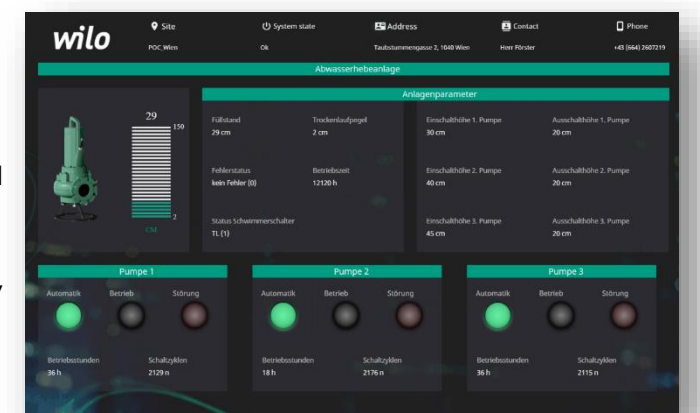 wilo
Site
System state
Address
Contact
Phone
POC_Wien
Ok
Taubstummengasse 2, 1040 Wien
Herr Förster
+43 (664) 2607219
Abwasserhebeanlage
29
150
2
CM
Anlagenparameter
Füllstand
Trockenlaufpegel
Einschalthöhe 1. Pumpe
Ausschalthöhe 1. Pumpe
29 cm
2 cm
30 cm
20 cm
Fehlerstatus
Betriebszeit
Einschalthöhe 2. Pumpe
Ausschalthöhe 2. Pumpe
kein Fehler (0)
12120 h
40 cm
20 cm
Status Schwimmerschalter
Einschalthöhe 3. Pumpe
Ausschalthöhe 3. Pumpe
TL (1)
45 cm
20 cm
Pumpe 1
Automatik
Betrieb
Störung
Betriebsstunden
Schaltzyklen
36 h
2129 n
Pumpe 2
Automatik
Betrieb
Störung
Betriebsstunden
Schaltzyklen
18 h
2176 n
Pumpe 3
Automatik
Betrieb
Störung
Betriebsstunden
Schaltzyklen
36 h
2115 n